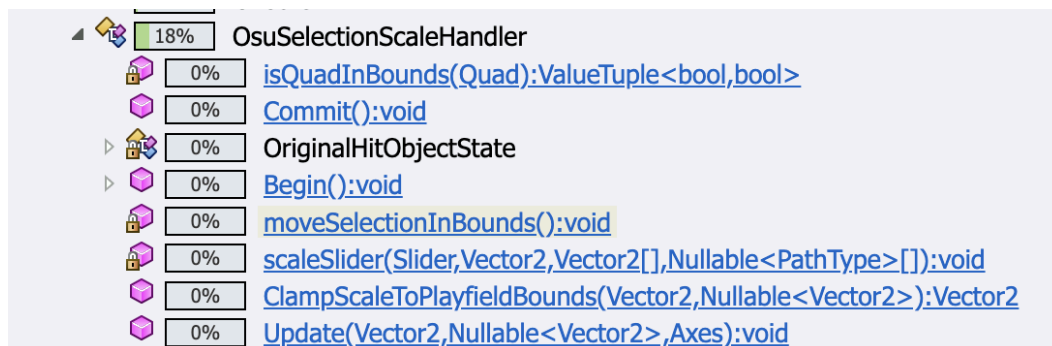 18% OsuSelectionScaleHandler
0% isQuadInBounds(Quad):ValueTuple<bool,bool>
0% Commit():void
0% OriginalHitObjectState
0% Begin():void
0% moveSelectionInBounds():void
0% scaleSlider(Slider,Vector2,Vector2[],Nullable<PathType>[]):void
0% ClampScaleToPlayfieldBounds(Vector2,Nullable<Vector2>):Vector2
0% Update(Vector2,Nullable<Vector2>,Axes):void